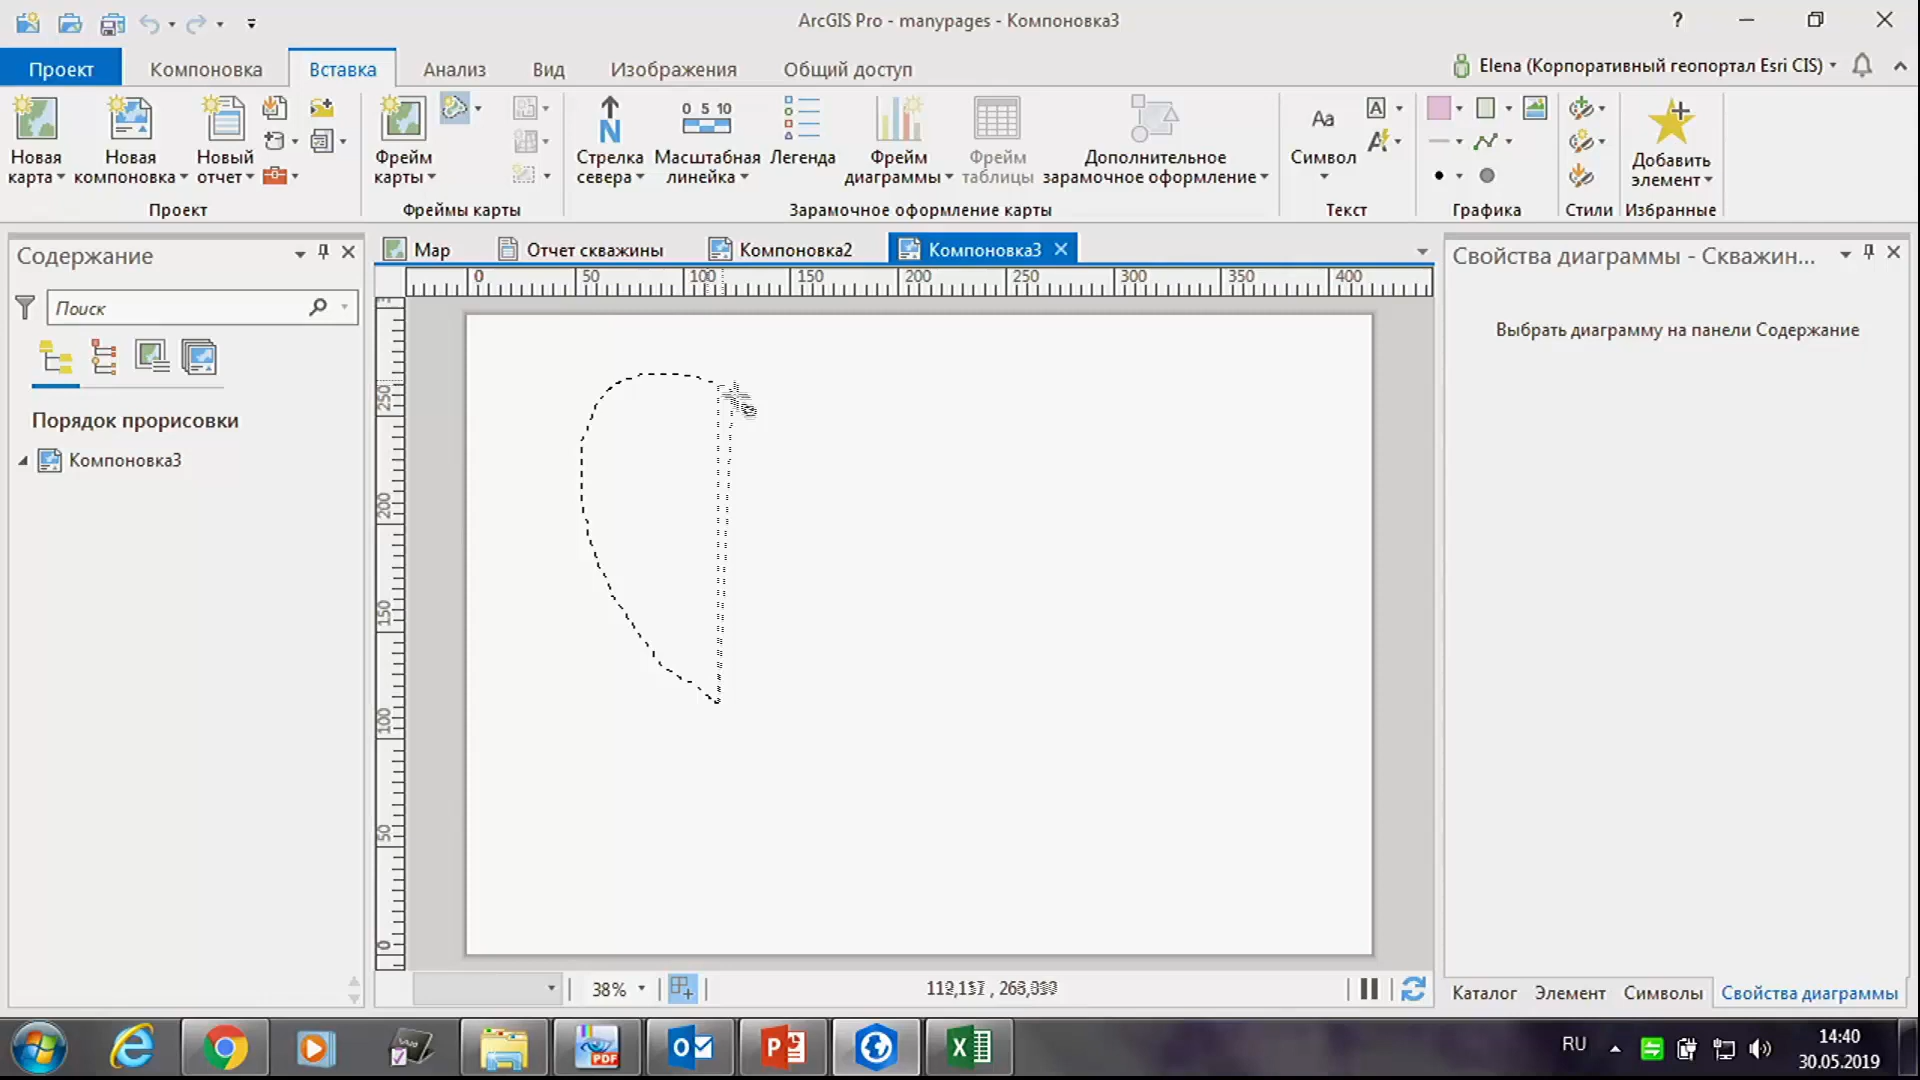 ArcGIS Pro - manypages - Компоновка3
?
Проект
Компоновка
Вставка
Анализ
Вид
Изображения
Общий доступ
Elena (Корпоративный геопортал Esri CIS)
Новая карта
Новая компоновка
Новый отчет
Проект
Фрейм карты
Фреймы карты
N
Стрелка севера
0 5 10
Масштабная линейка
Легенда
Фрейм диаграммы
Фрейм таблицы
Дополнительное зарамочное оформление
Зарамочное оформление карты
Aa
Символ
A
Текст
Графика
Стили
Добавить элемент
Избранные
Содержание
Поиск
Порядок прорисовки
Компоновка3
Map
Отчет скважины
Компоновка2
Компоновка3
0 50 100 150 200 250 300 350 400
250
200
150
100
50
0
38%
Свойства диаграммы - Скважин...
Выбрать диаграмму на панели Содержание
Каталог
Элемент
Символы
Свойства диаграммы
PDF
RU
14:40
30.05.2019